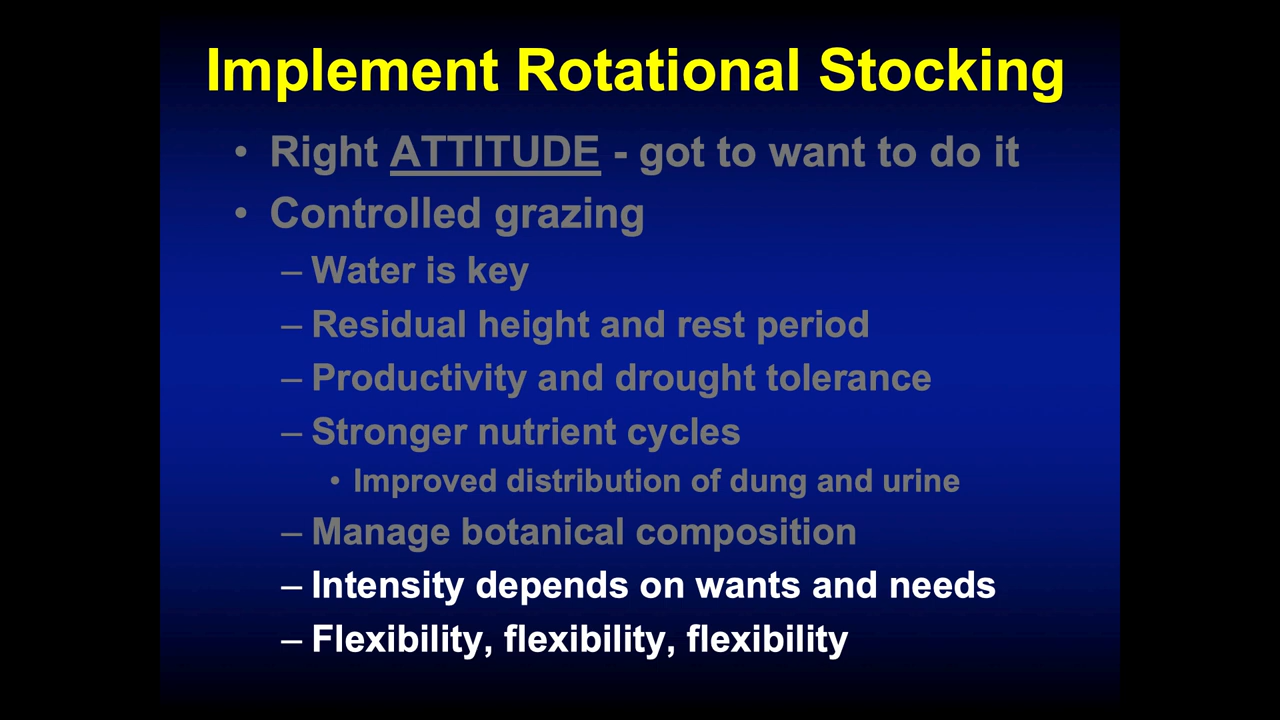 Implement Rotational Stocking
• Right ATTITUDE - got to want to do it
• Controlled grazing
– Water is key
– Residual height and rest period
– Productivity and drought tolerance
– Stronger nutrient cycles
• Improved distribution of dung and urine
– Manage botanical composition
– Intensity depends on wants and needs
– Flexibility, flexibility, flexibility